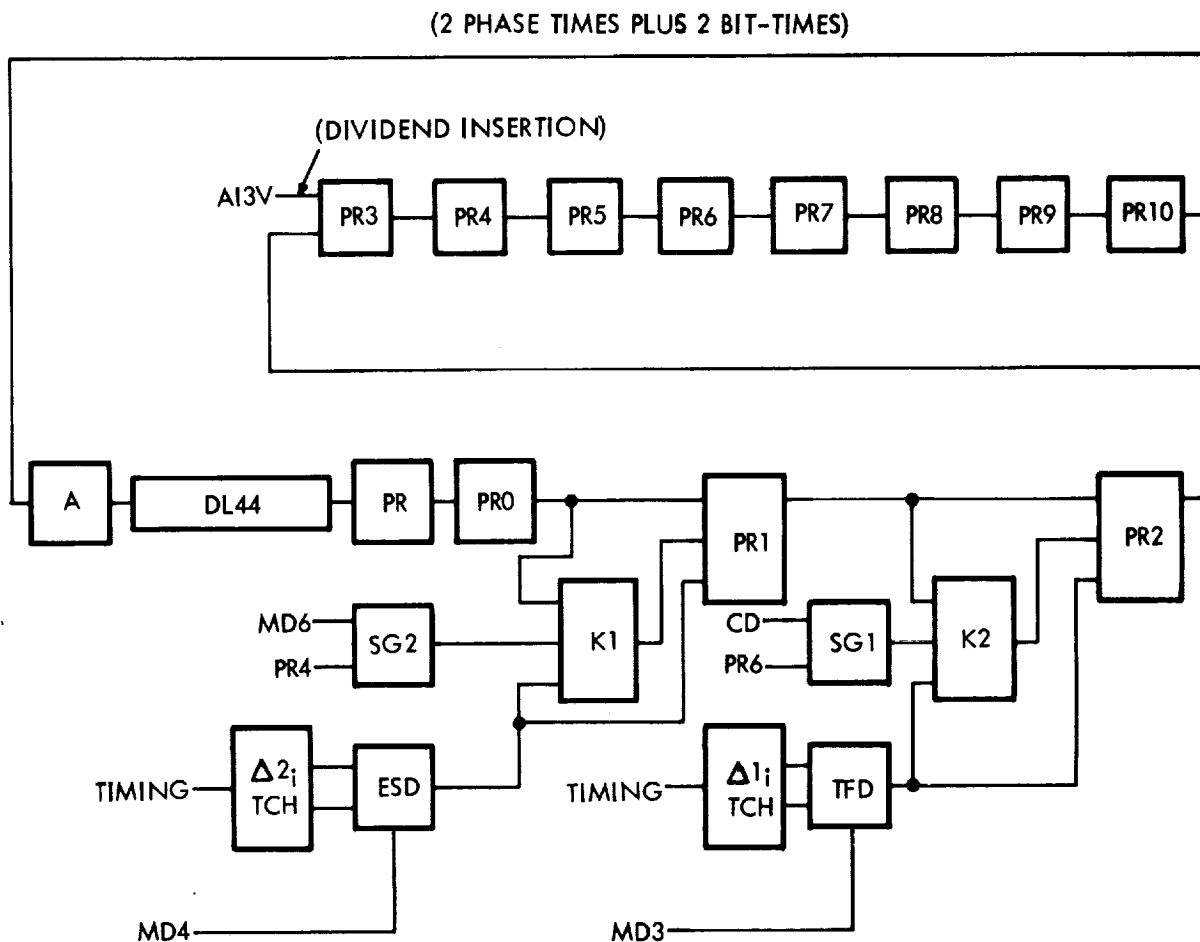 (2 PHASE TIMES PLUS 2 BIT-TIMES)
(DIVIDEND INSERTION)
AI3V
PR3
PR4
PR5
PR6
PR7
PR8
PR9
PR10
A
DL44
PR
PRO
PR1
PR2
MD6
PR4
SG2
K1
CD
PR6
SG1
K2
TIMING
Δ2i
TCH
ESD
TIMING
Δ1i
TCH
TFD
MD4
MD3